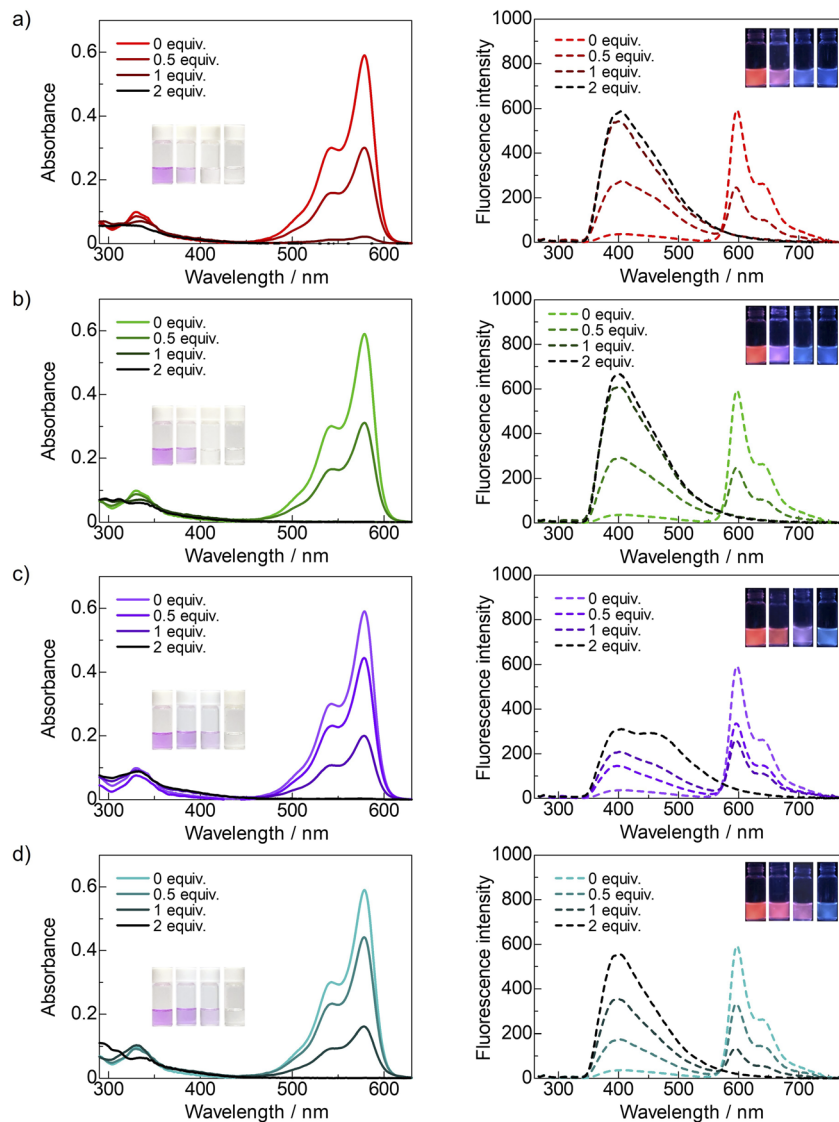 a)
0.6
0.3
0
Absorbance
0 equiv.
0.5 equiv.
1 equiv.
2 equiv.
300 400 500 600
Wavelength / nm
1000
800
600
400
200
0
Fluorescence intensity
0 equiv.
0.5 equiv.
1 equiv.
2 equiv.
300 400 500 600 700
Wavelength / nm
b)
0.6
0.4
0.2
0
Absorbance
0 equiv.
0.5 equiv.
1 equiv.
2 equiv.
300 400 500 600
Wavelength / nm
1000
800
600
400
200
0
Fluorescence intensity
0 equiv.
0.5 equiv.
1 equiv.
2 equiv.
300 400 500 600 700
Wavelength / nm
c)
0.6
0.4
0.2
0
Absorbance
0 equiv.
0.5 equiv.
1 equiv.
2 equiv.
300 400 500 600
Wavelength / nm
1000
800
600
400
200
0
Fluorescence intensity
0 equiv.
0.5 equiv.
1 equiv.
2 equiv.
300 400 500 600 700
Wavelength / nm
d)
0.6
0.4
0.2
0
Absorbance
0 equiv.
0.5 equiv.
1 equiv.
2 equiv.
300 400 500 600
Wavelength / nm
1000
800
600
400
200
0
Fluorescence intensity
0 equiv.
0.5 equiv.
1 equiv.
2 equiv.
300 400 500 600 700
Wavelength / nm